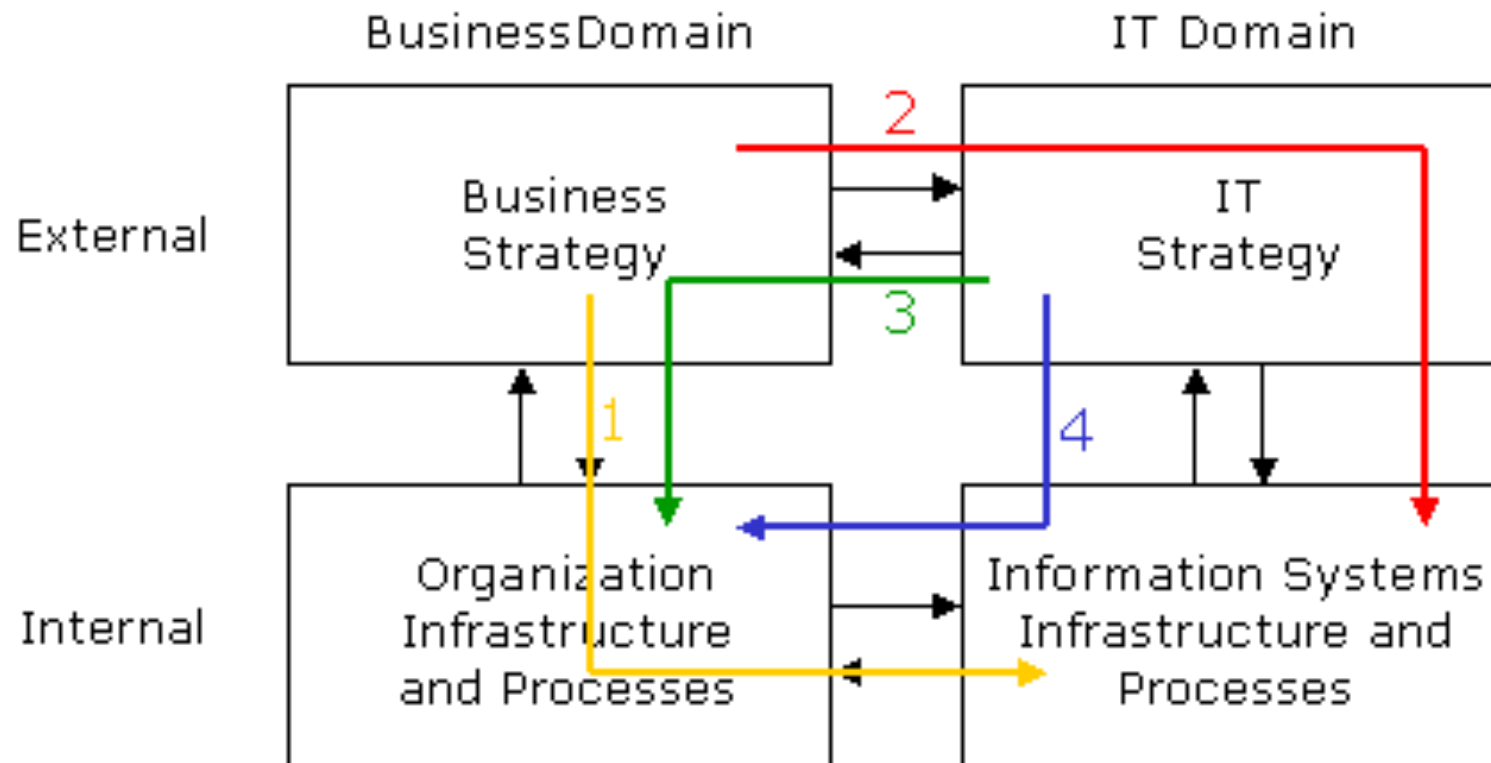 BusinessDomain
IT Domain
2
External
Business
Strategy
IT
Strategy
3
1
4
Internal
Organization
Infrastructure
and Processes
Information Systems
Infrastructure and
Processes